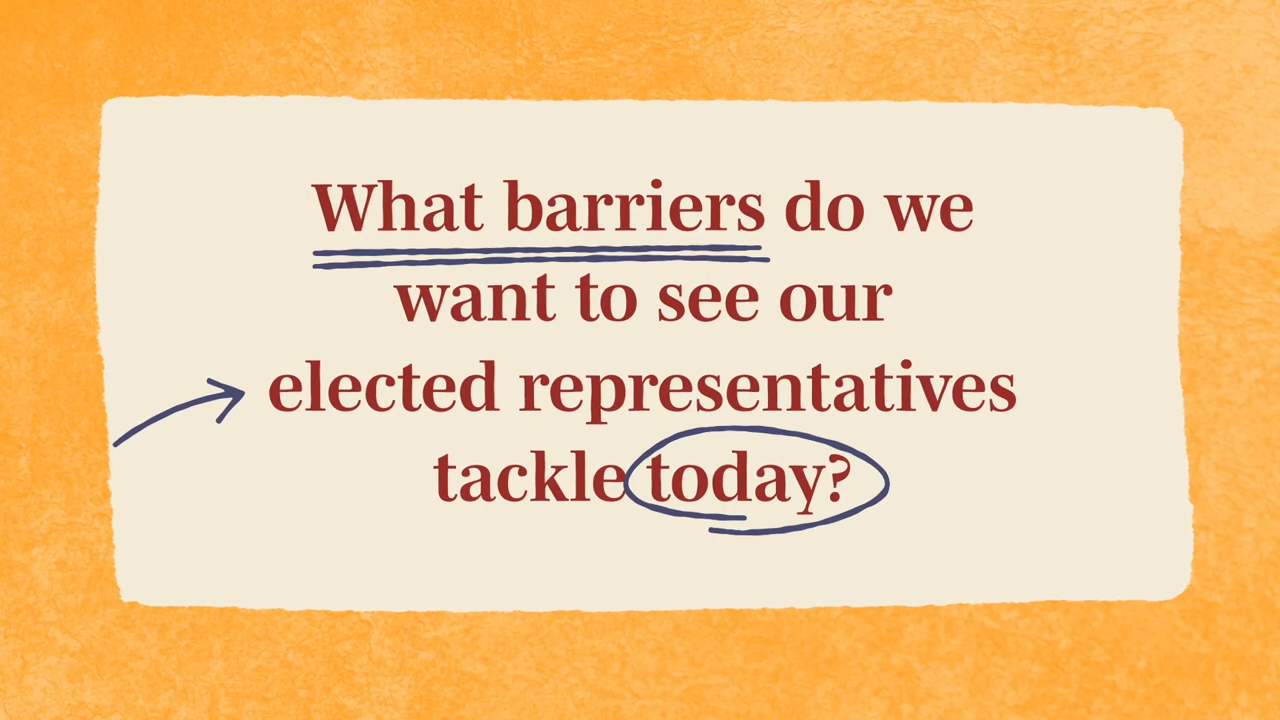 What barriers do we
want to see our
elected representatives
tackle today?